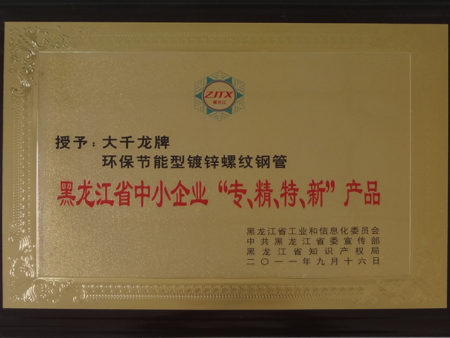 ZJTX
黑龙江
授予：大千龙牌
环保节能型镀锌螺纹钢管
黑龙江省中小企业“专、精、特、新”产品
黑龙江省工业和信息化委员会
中共黑龙江省委宣传部
黑龙江省知识产权局
二〇一一年九月十六日